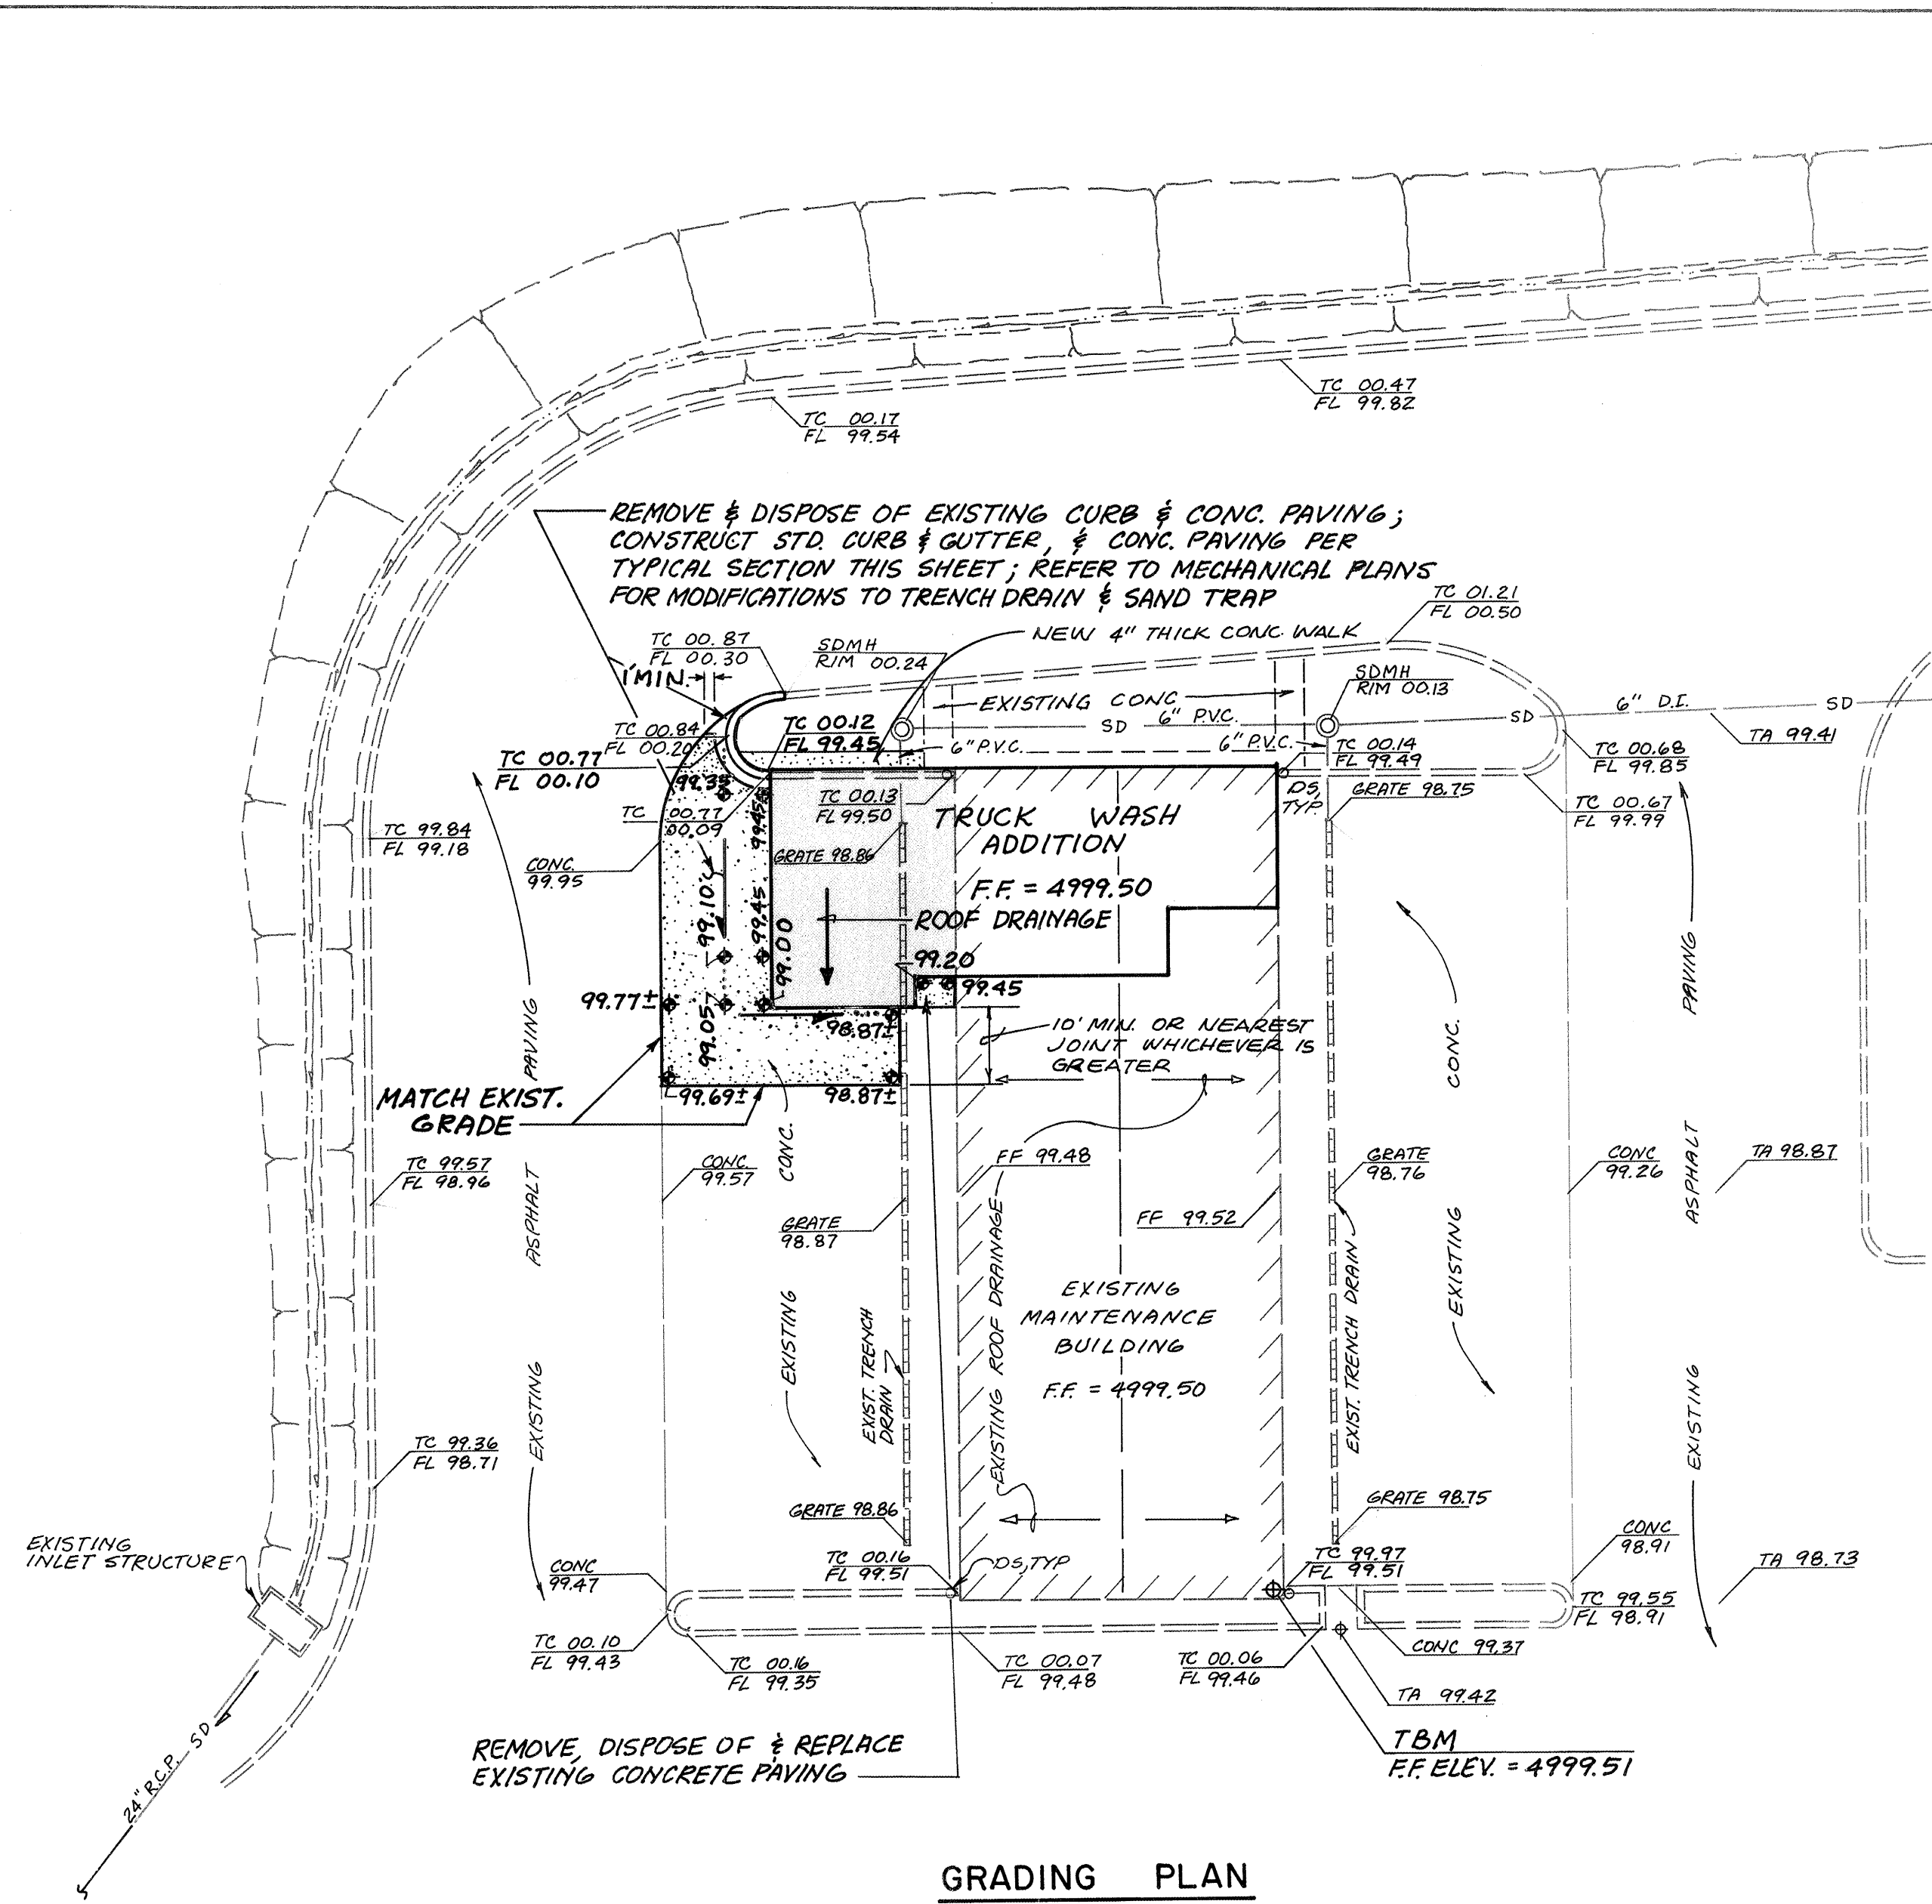 TC 00.47
FL 99.82
TC 00.17
FL 99.54
REMOVE & DISPOSE OF EXISTING CURB & CONC. PAVING;
CONSTRUCT STD. CURB & GUTTER, & CONC. PAVING PER
TYPICAL SECTION THIS SHEET; REFER TO MECHANICAL PLANS
FOR MODIFICATIONS TO TRENCH DRAIN & SAND TRAP
TC 01.21
FL 00.50
NEW 4" THICK CONC. WALK
TC 00.87
FL 00.30
SDMH
RIM 00.24
1' MIN.
SDMH
RIM 00.13
EXISTING CONC
SD
6" P.V.C.
SD
6" D.I.
SD
TA 99.41
TC 00.84
FL 00.20
TC 00.12
FL 99.45
6" P.V.C.
6" P.V.C.
TC 00.14
FL 99.49
TC 00.68
FL 99.85
TC 00.77
FL 00.10
99.35
TC 00.13
FL 99.50
DS,
TYP.
GRATE 98.75
TC 00.67
FL 99.99
TC 00.77
00.09
99.45
TC 99.84
FL 99.18
TRUCK WASH
ADDITION
F.F. = 4999.50
GRATE 98.86
CONC.
99.95
99.10
99.45
99.00
ROOF DRAINAGE
99.20
99.45
99.77±
99.05
98.87±
10' MIN. OR NEAREST
JOINT WHICHEVER IS
GREATER
MATCH EXIST.
GRADE
99.69±
98.87±
EXISTING ASPHALT PAVING
EXISTING CONC.
EXISTING CONC.
EXISTING ASPHALT PAVING
TC 99.57
FL 98.96
CONC.
99.57
FF 99.48
GRATE
98.76
CONC
99.26
TA 98.87
GRATE
98.87
FF 99.52
EXISTING ROOF DRAINAGE
EXIST. TRENCH DRAIN
EXISTING
MAINTENANCE
BUILDING
F.F. = 4999.50
EXIST. TRENCH
DRAIN
TC 99.36
FL 98.71
GRATE 98.86
GRATE 98.75
EXISTING
INLET STRUCTURE
CONC
99.47
TC 00.16
FL 99.51
DS,TYP
TC 99.97
FL 99.51
CONC
98.91
TA 98.73
TC 99.55
FL 98.91
TC 00.10
FL 99.43
TC 00.16
FL 99.35
TC 00.07
FL 99.48
TC 00.06
FL 99.46
CONC 99.37
TA 99.42
24" R.C.P. SD
REMOVE, DISPOSE OF & REPLACE
EXISTING CONCRETE PAVING
TBM
F.F. ELEV. = 4999.51
GRADING PLAN